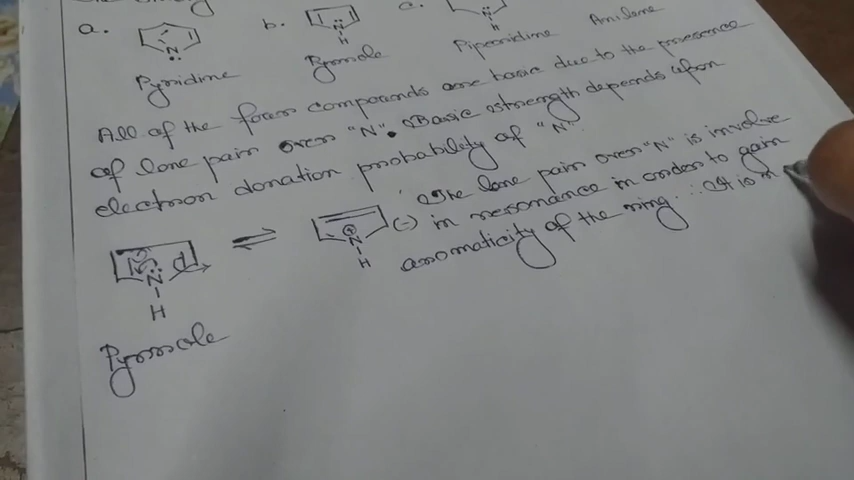 a. b. c.
N N H N H
Pyridine Pyrrole Piperidine Aniline
All of the four compounds are basic due to the presence
of lone pair over "N". Basic strength depends upon
electron donation probability of "N".
The lone pair over "N" is involve
(-) in resonance in order to gain
aromaticity of the ring ∴ It is n
N H N H
Pyrrole